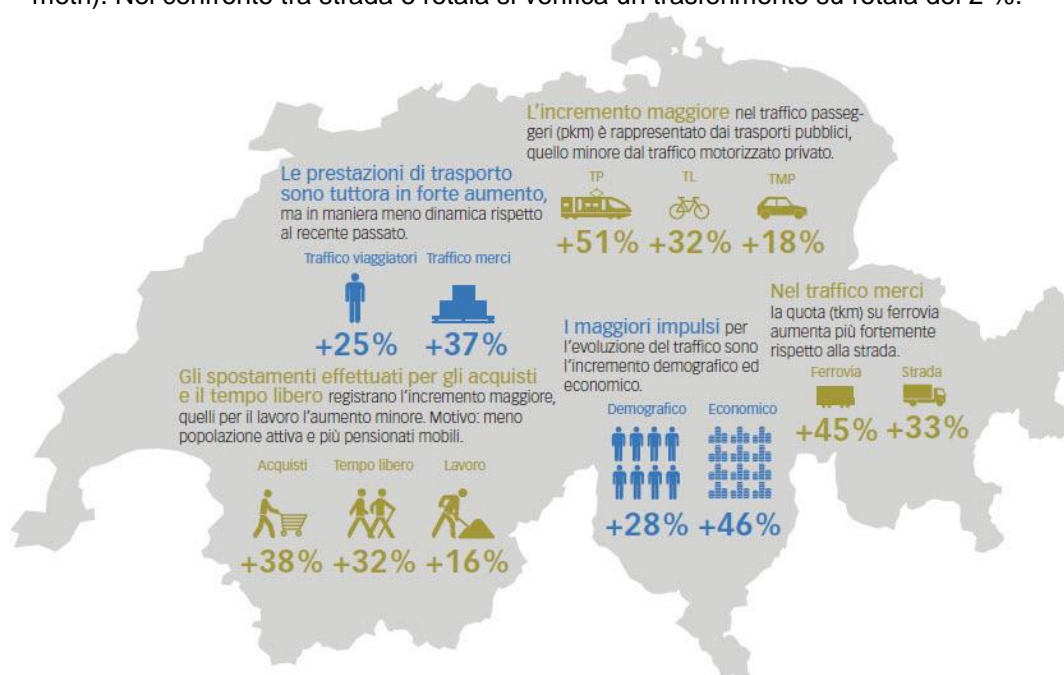 metri). Nel confronto tra strada e rotaia si verifica un trasferimento su rotaia del 2 %.
L'incremento maggiore nel traffico passeg-
geri (pkm) è rappresentato dai trasporti pubblici,
quello minore dal traffico motorizzato privato.
TP TL TMP
+51% +32% +18%
Le prestazioni di trasporto
sono tuttora in forte aumento,
ma in maniera meno dinamica rispetto
al recente passato.
Traffico viaggiatori Traffico merci
+25% +37%
Nel traffico merci
la quota (tkm) su ferrovia
aumenta più fortemente
rispetto alla strada.
Ferrovia Strada
+45% +33%
I maggiori impulsi per
l'evoluzione del traffico sono
l'incremento demografico ed
economico.
Demografico Economico
+28% +46%
Gli spostamenti effettuati per gli acquisti
e il tempo libero registrano l'incremento maggiore,
quelli per il lavoro l'aumento minore. Motivo: meno
popolazione attiva e più pensionati mobili.
Acquisti Tempo libero Lavoro
+38% +32% +16%